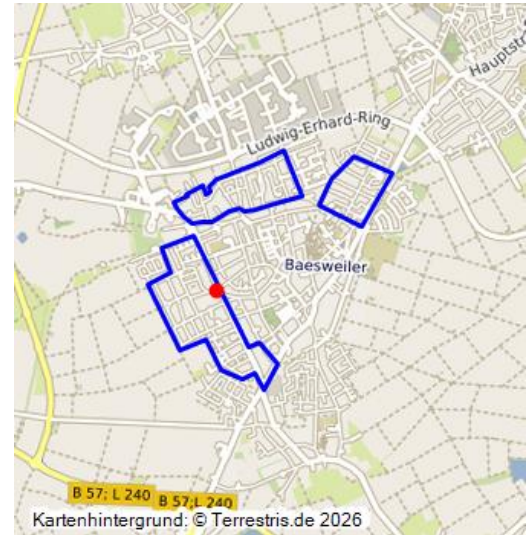 Hauptstr
Ludwig-Erhard-Ring
Baesweiler
B 57; L 240
B 57; L 240
Kartenhintergrund: © Terrestris.de 2026